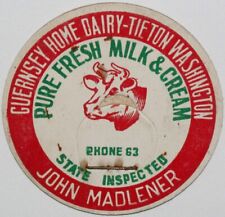 GUERNSEY HOME DAIRY-TIFTON WASHINGTON
PURE FRESH MILK & CREAM
PHONE 63
STATE INSPECTED
JOHN MADLENER